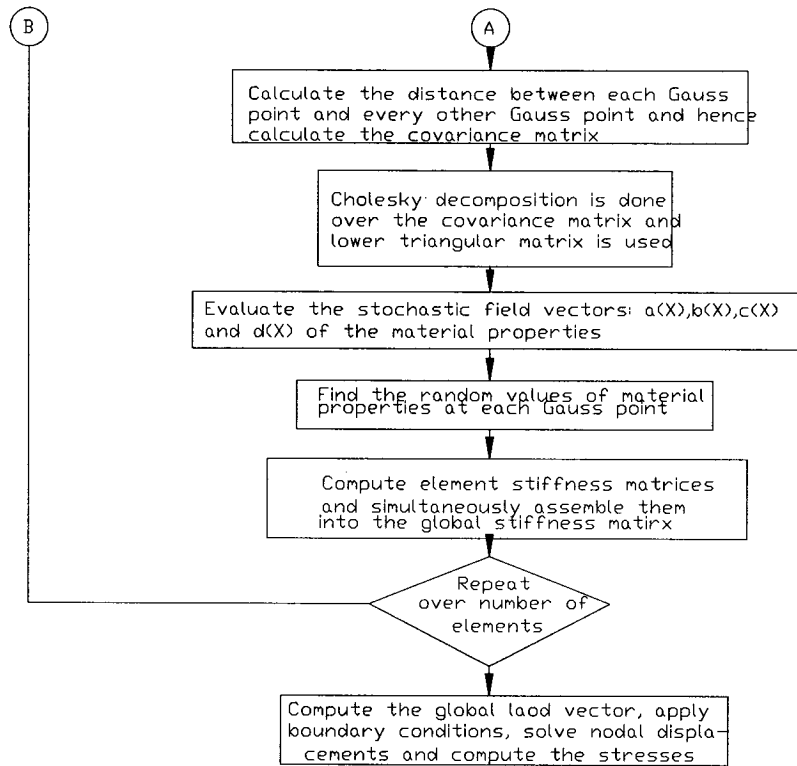 B
A
Calculate the distance between each Gauss
point and every other Gauss point and hence
calculate the covariance matrix
Cholesky decomposition is done
over the covariance matrix and
lower triangular matrix is used
Evaluate the stochastic field vectors: a(X),b(X),c(X)
and d(X) of the material properties
Find the random values of material
properties at each Gauss point
Compute element stiffness matrices
and simultaneously assemble them
into the global stiffness matirx
Repeat
over number of
elements
Compute the global laod vector, apply
boundary conditions, solve nodal displa-
cements and compute the stresses